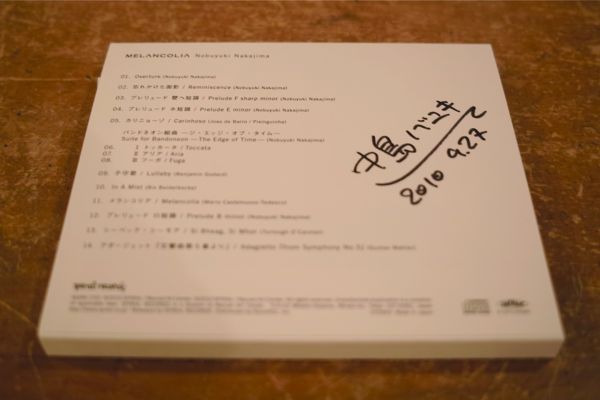 MELANCOLIA Nobuyuki Nakajima
01. Overture (Nobuyuki Nakajima)
02. 忘れかけた面影 / Reminiscence (Nobuyuki Nakajima)
03. プレリュード 嬰ヘ短調 / Prelude F sharp minor (Nobuyuki Nakajima)
04. プレリュード ホ短調 / Prelude E minor (Nobuyuki Nakajima)
05. カリニョーゾ / Carinhoso (Joao de Barro / Pixinguinha)
バンドネオン組曲 ―ジ・エッジ・オブ・タイム―
Suite for Bandoneon ―The Edge of Time― (Nobuyuki Nakajima)
06. I トッカータ / Toccata
07. II アリア / Aria
08. III フーガ / Fuga
09. 子守歌 / Lullaby (Benjamin Godard)
10. In A Mist (Bix Beiderbecke)
11. メランコリア / Melancolia (Mario Castelnuovo-Tedesco)
12. プレリュード ロ短調 / Prelude B minor (Nobuyuki Nakajima)
13. シーベッグ・シーモア / Si Bheag, Si Mhor (Turlough O'Carolan)
14. アダージェット「交響曲第5番より」 / Adagietto (from Symphony No.5) (Gustav Mahler)
中島ノブユキ
2010 9.27